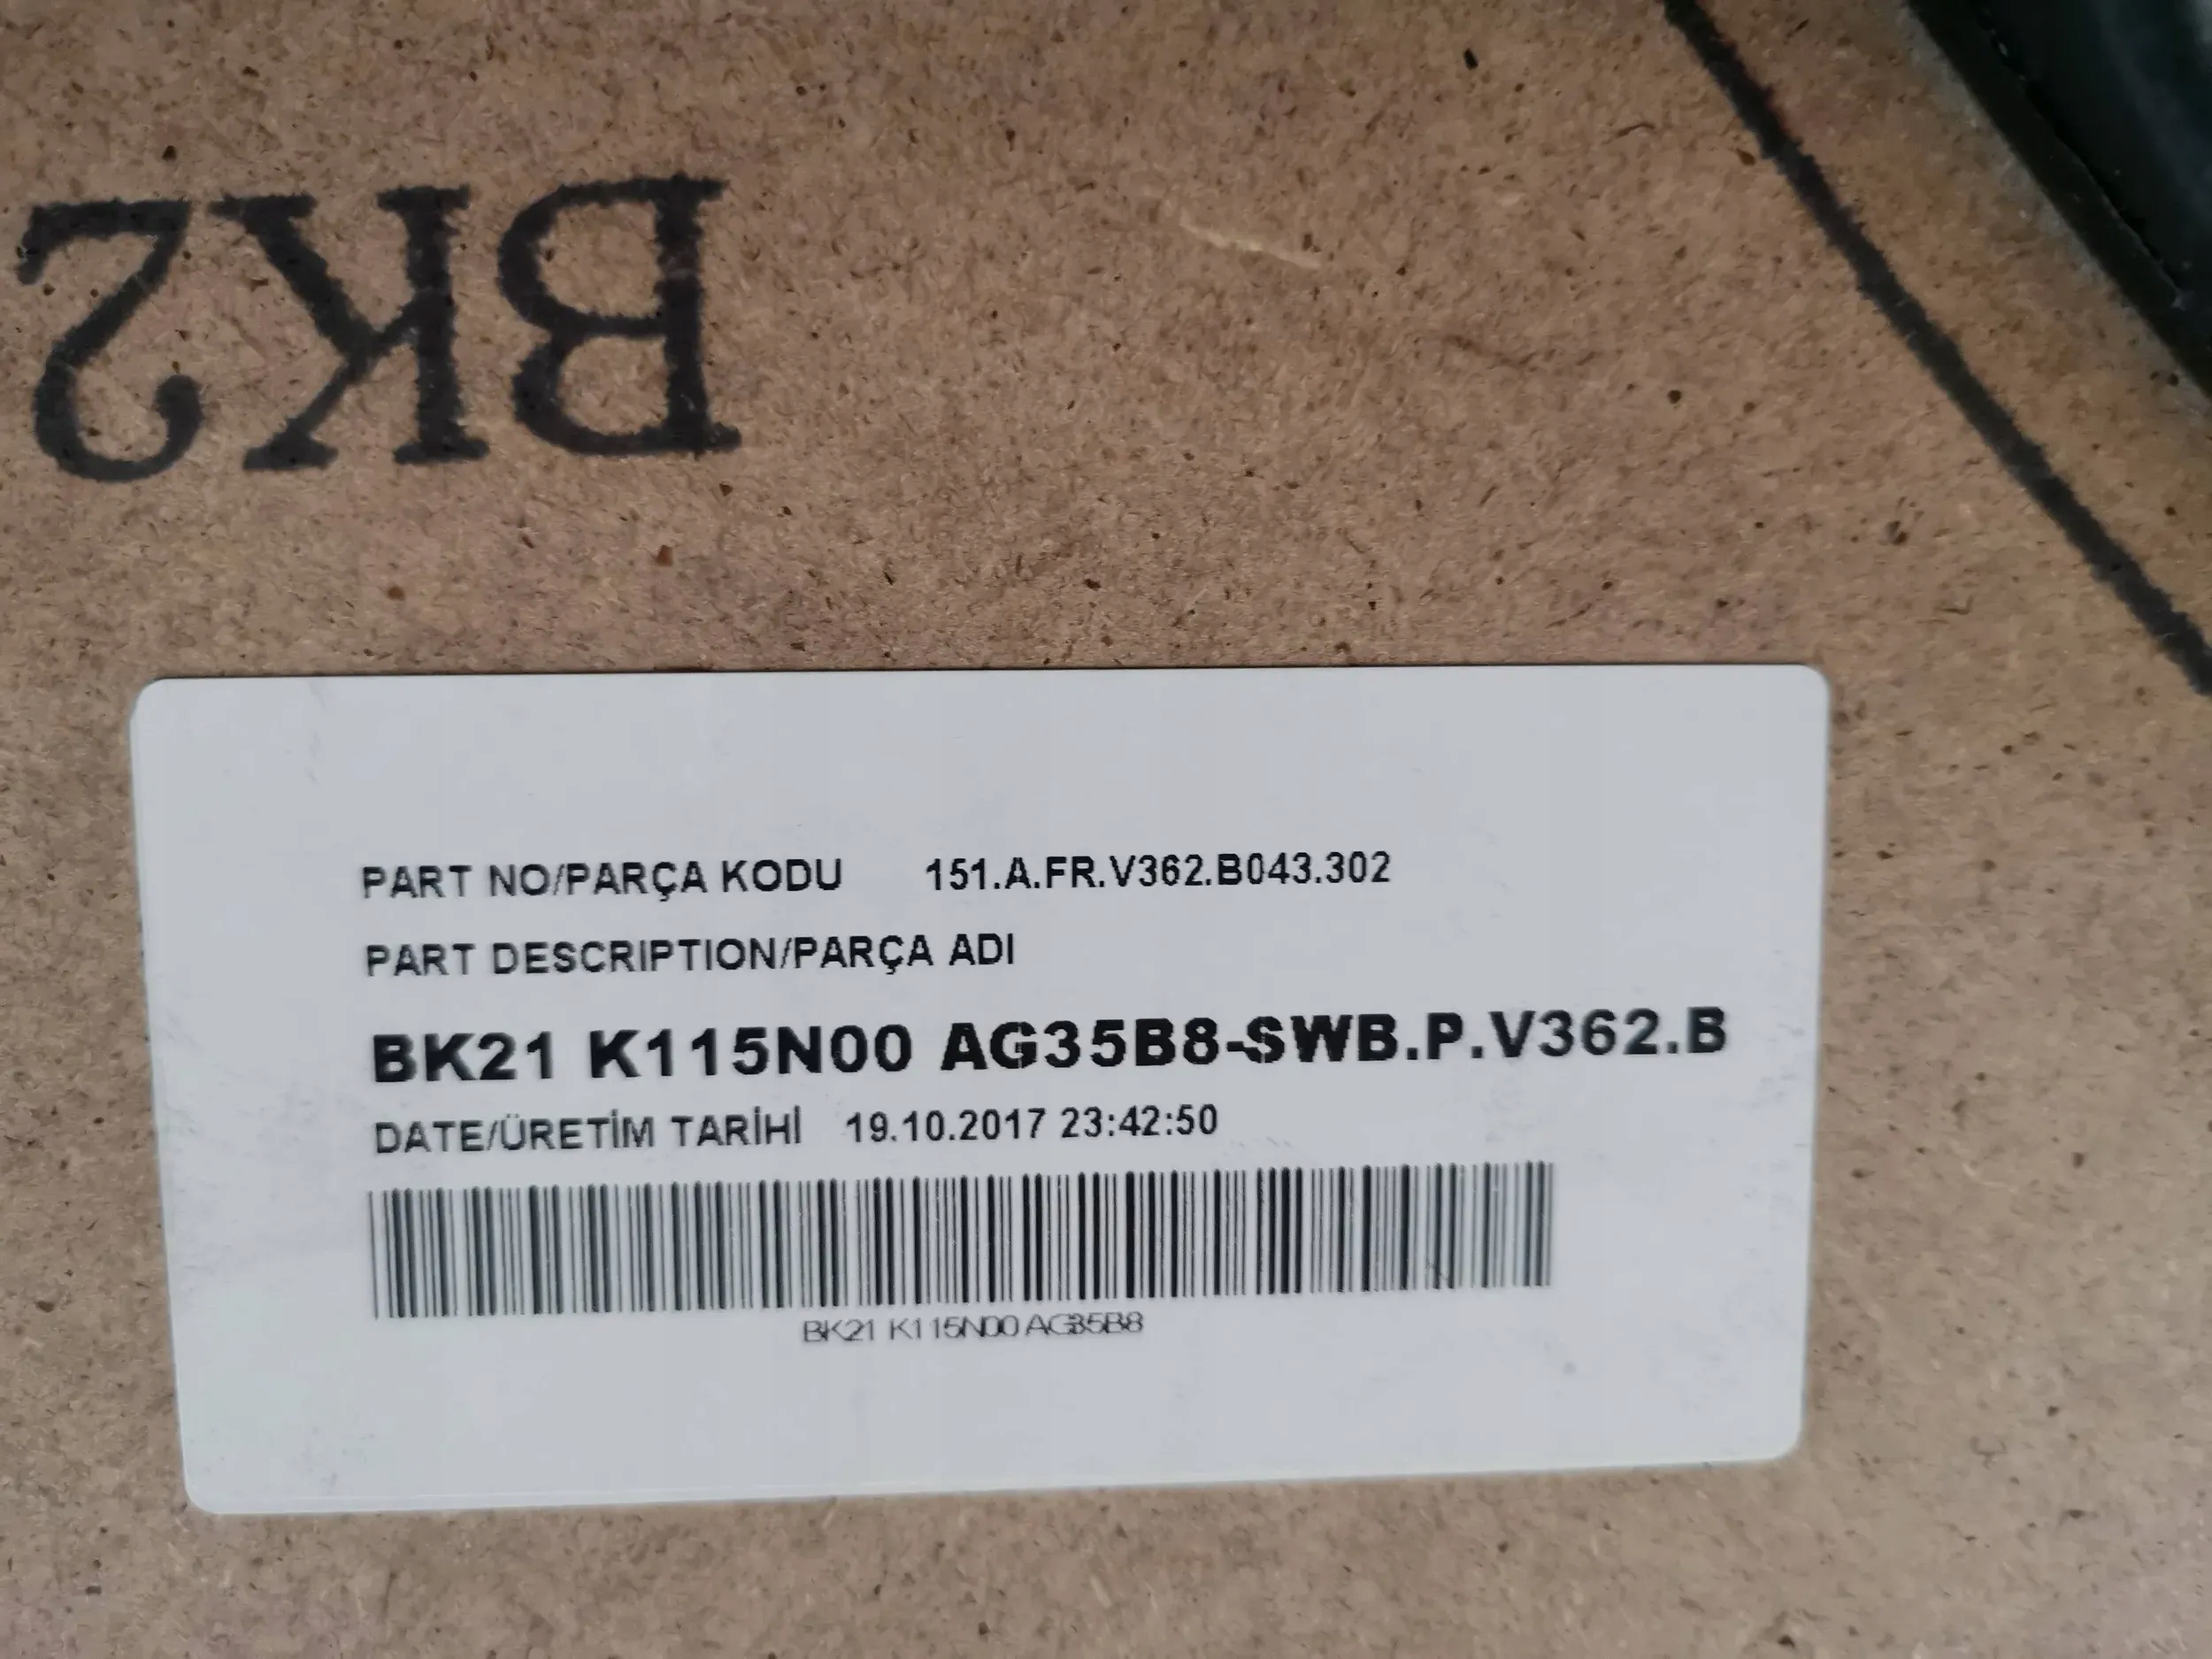 BK2
PART NO/PARÇA KODU 151.A.FR.V362.B043.302
PART DESCRIPTION/PARÇA ADI
BK21 K115N00 AG35B8-SWB.P.V362.B
DATE/ÜRETİM TARİHİ 19.10.2017 23:42:50
BK21 K115N00 AG35B8